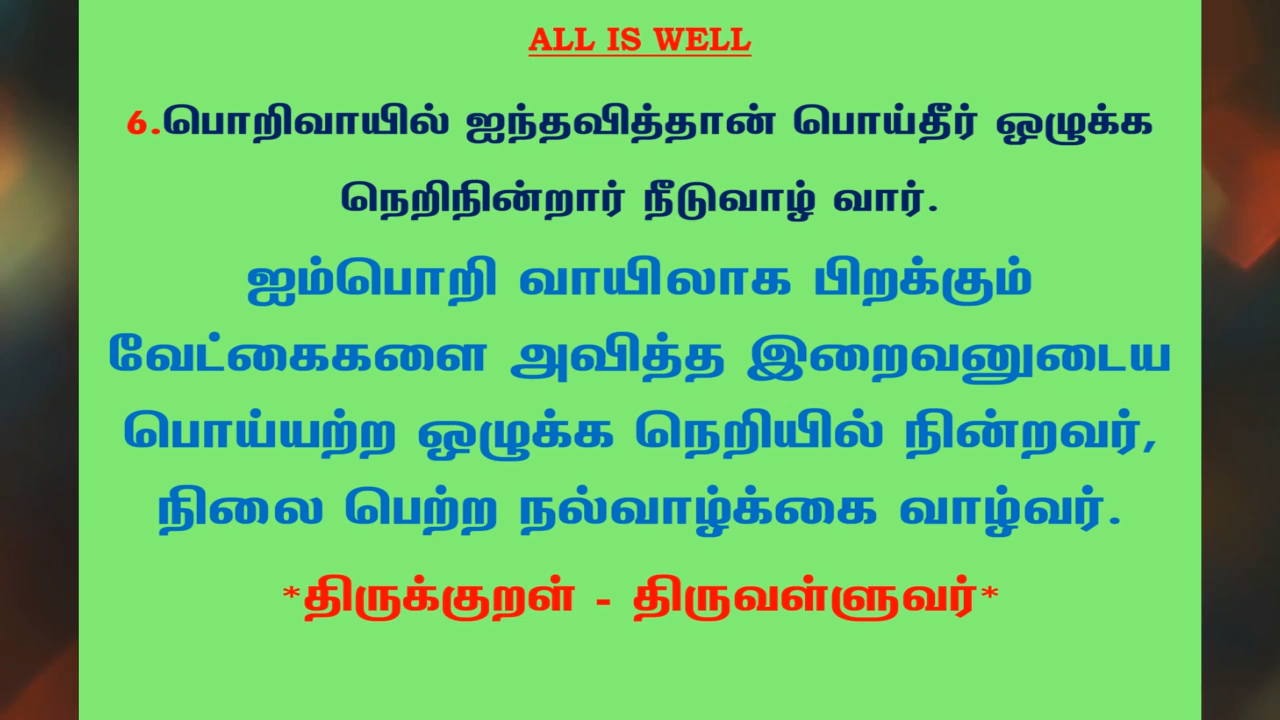 ALL IS WELL
6.பொறிவாயில் ஐந்தவித்தான் பொய்தீர் ஒழுக்க
நெறிநின்றார் நீடுவாழ் வார்.
ஐம்பொறி வாயிலாக பிறக்கும்
வேட்கைகளை அவித்த இறைவனுடைய
பொய்யற்ற ஒழுக்க நெறியில் நின்றவர்,
நிலை பெற்ற நல்வாழ்க்கை வாழ்வர்.
*திருக்குறள் - திருவள்ளுவர்*